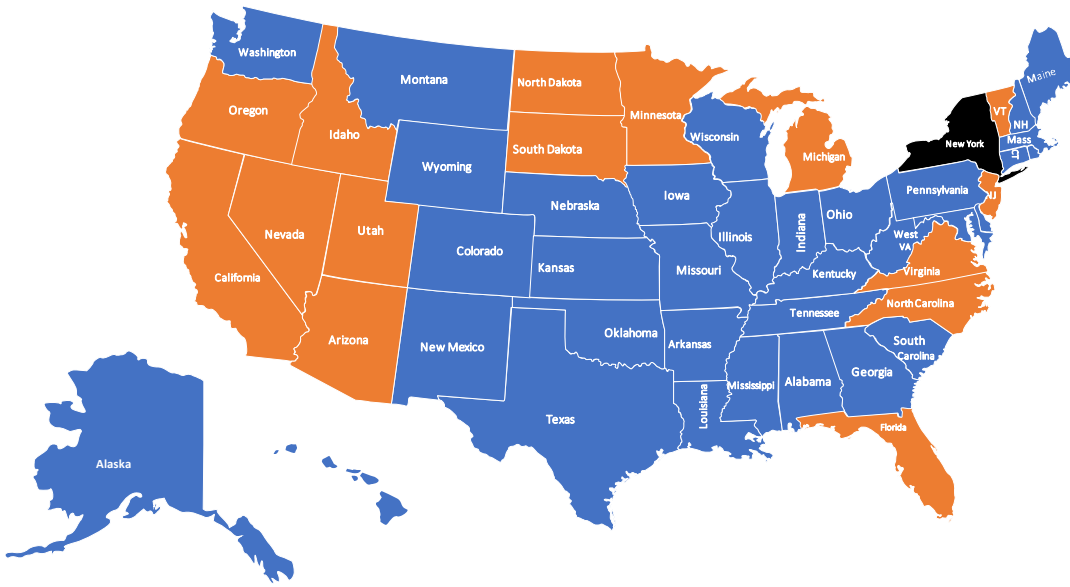 Washington
Montana
North Dakota
Minnesota
Maine
VT
NH
Mass
New York
Oregon
Idaho
Wyoming
South Dakota
Wisconsin
Michigan
CT
Pennsylvania
NJ
Nebraska
Iowa
Ohio
Indiana
Illinois
West
VA
Nevada
Utah
Colorado
Kansas
Missouri
Kentucky
Virginia
California
Arizona
New Mexico
Oklahoma
Arkansas
Tennessee
North Carolina
South
Carolina
Texas
Louisiana
Mississippi
Alabama
Georgia
Florida
Alaska